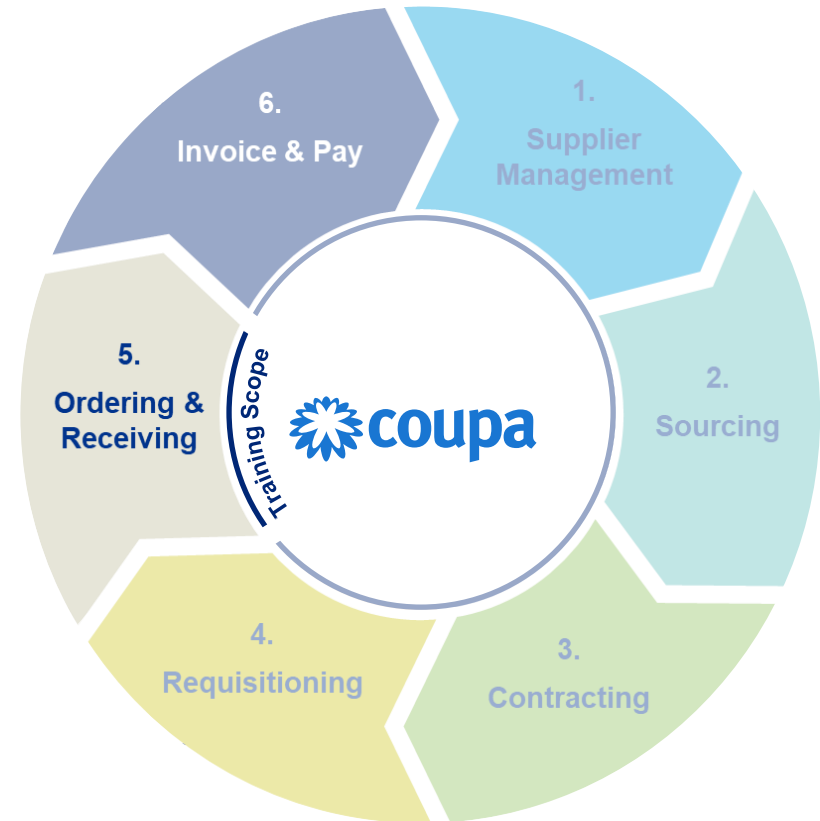 1.
Supplier
Management
2.
Sourcing
3.
Contracting
4.
Requisitioning
5.
Ordering &
Receiving
6.
Invoice & Pay
Training Scope
coupa